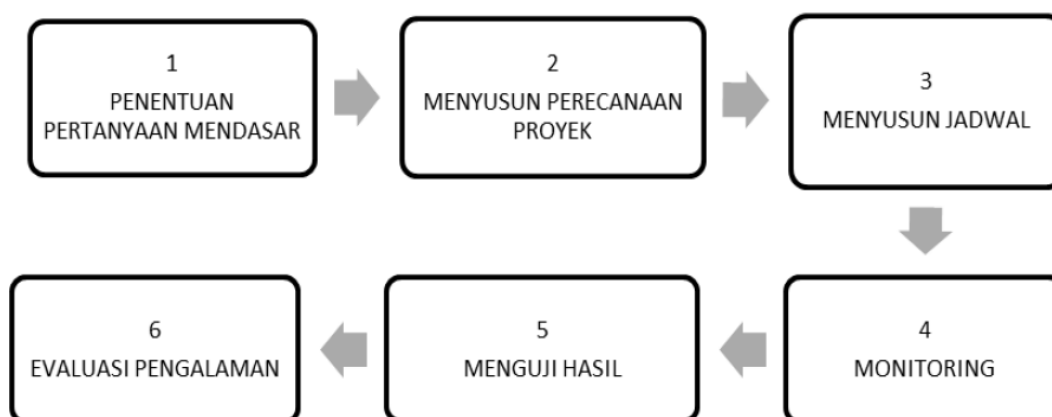 1
PENENTUAN
PERTANYAAN MENDASAR
2
MENYUSUN PERECANAAN
PROYEK
3
MENYUSUN JADWAL
4
MONITORING
5
MENGUJI HASIL
6
EVALUASI PENGALAMAN